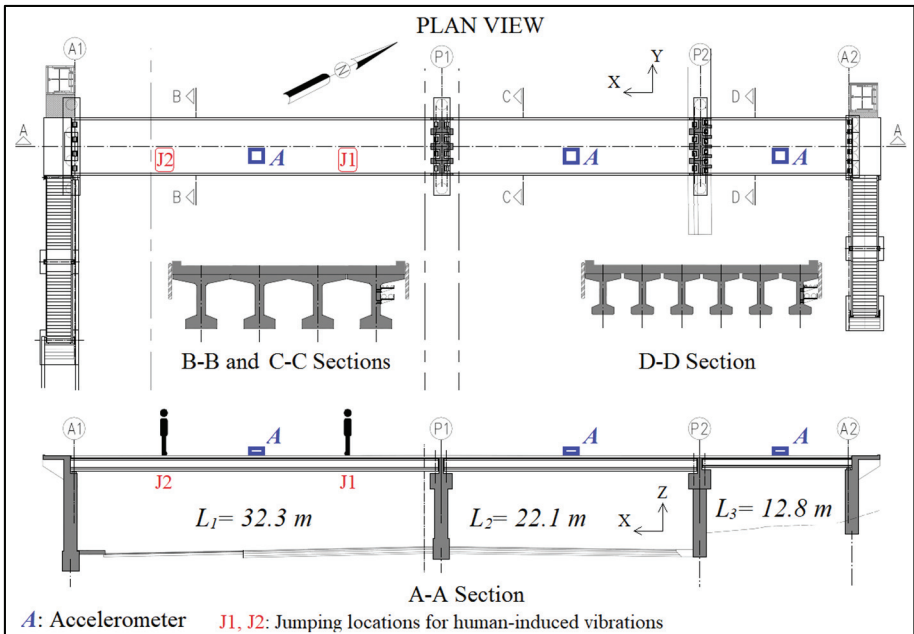 PLAN VIEW
A1
P1
P2
A2
N
Y
X
B
C
D
A
A
J2
A
J1
A
A
B
C
D
B-B and C-C Sections
D-D Section
A1
P1
P2
A2
A
A
A
J2
J1
L₁= 32.3 m
L₂= 22.1 m
L₃= 12.8 m
Z
X
A-A Section
A: Accelerometer
J1, J2: Jumping locations for human-induced vibrations